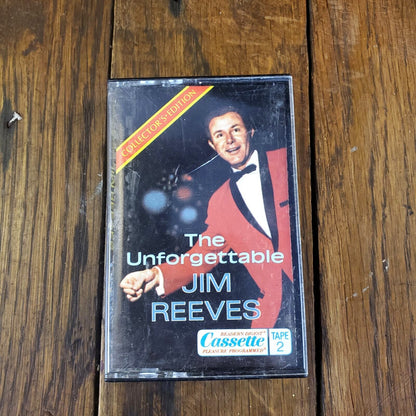 COLLECTOR'S EDITION
The
Unforgettable
JIM
REEVES
READER'S DIGEST
Cassette
PLEASURE PROGRAMMED
TAPE
2